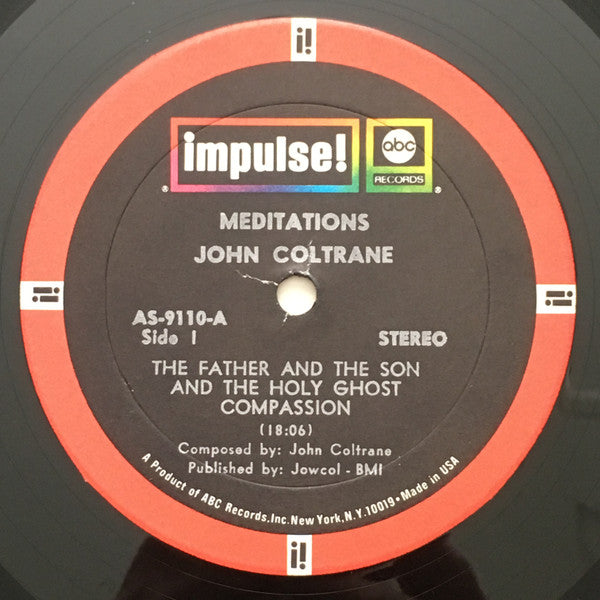 i!
impulse!
abc
RECORDS
®
®
MEDITATIONS
JOHN COLTRANE
i!
i!
AS-9110-A
Side 1
STEREO
THE FATHER AND THE SON
AND THE HOLY GHOST
COMPASSION
(18:06)
Composed by: John Coltrane
Published by: Jowcol - BMI
A Product of ABC Records, Inc. New York, N.Y. 10019 • Made in USA
i!